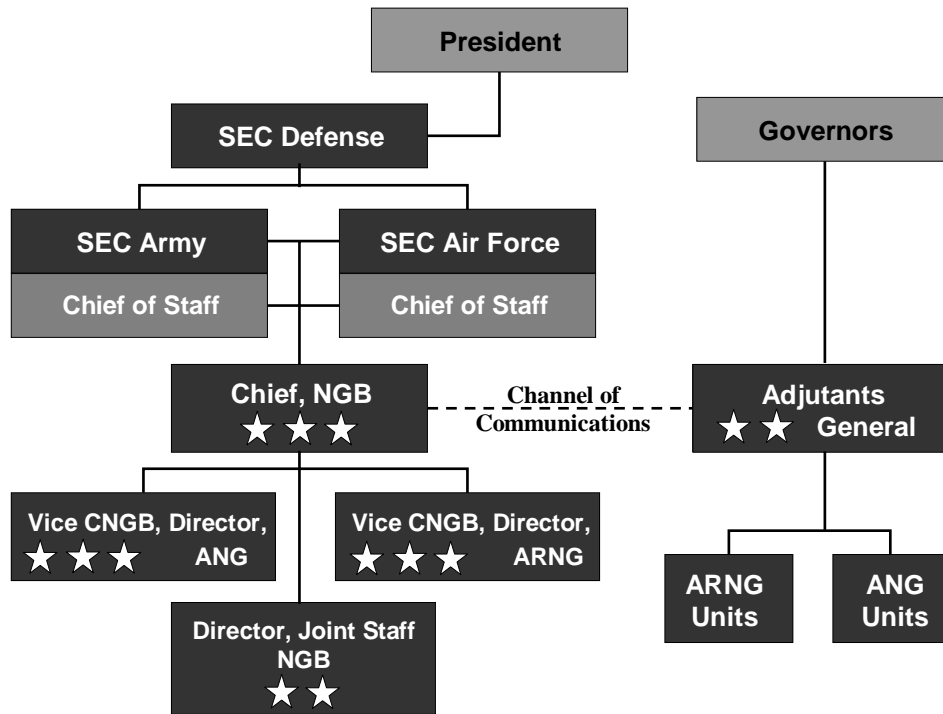 President
SEC Defense
Governors
SEC Army
SEC Air Force
Chief of Staff
Chief of Staff
Chief, NGB
Channel of
Communications
Adjutants
General
Vice CNGB, Director,
ANG
Vice CNGB, Director,
ARNG
ARNG
Units
ANG
Units
Director, Joint Staff
NGB